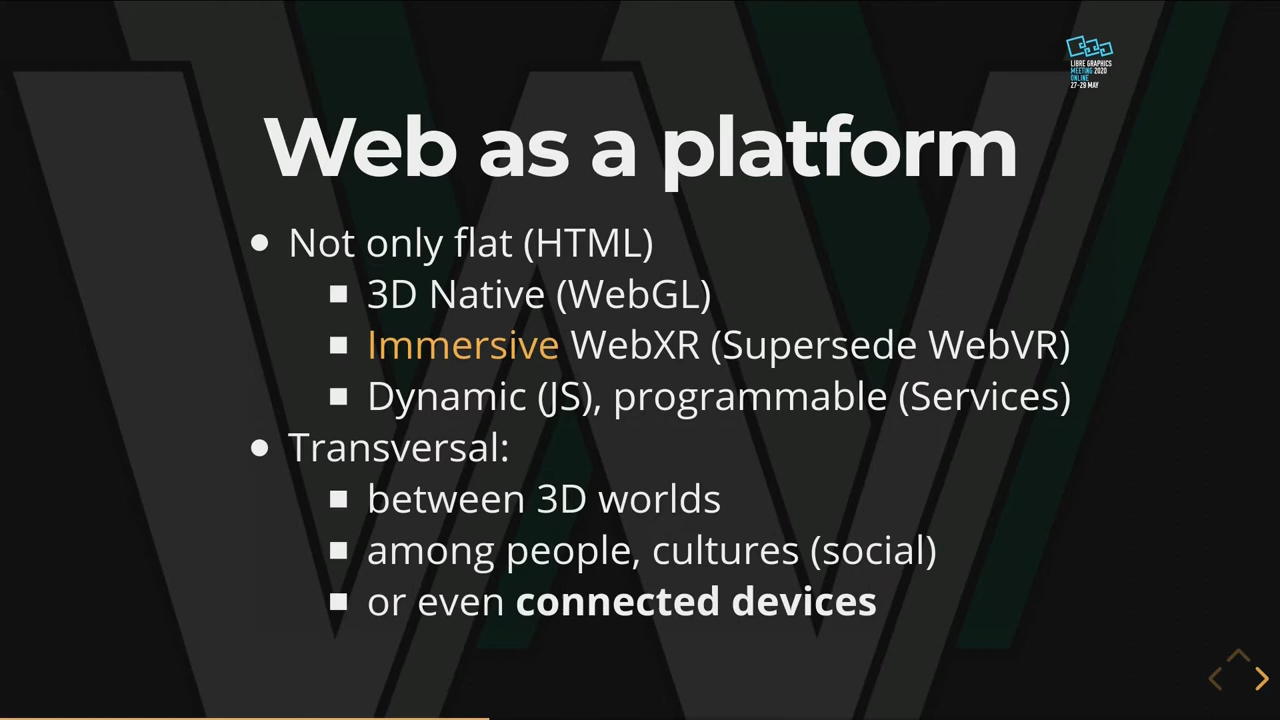 LIBRE GRAPHICS
MEETING 2020
ONLINE
27-29 MAY
Web as a platform
Not only flat (HTML)
3D Native (WebGL)
Immersive WebXR (Supersede WebVR)
Dynamic (JS), programmable (Services)
Transversal:
between 3D worlds
among people, cultures (social)
or even connected devices